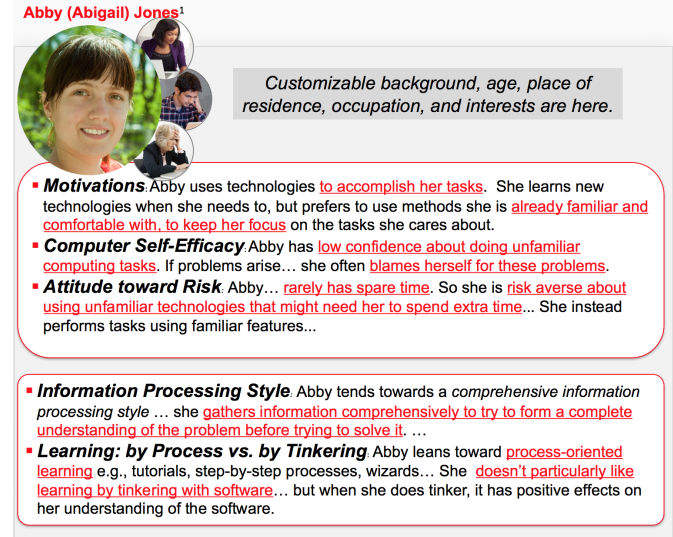 Abby (Abigail) Jones¹
Customizable background, age, place of
residence, occupation, and interests are here.
▪ Motivations: Abby uses technologies to accomplish her tasks. She learns new
technologies when she needs to, but prefers to use methods she is already familiar and
comfortable with, to keep her focus on the tasks she cares about.
▪ Computer Self-Efficacy: Abby has low confidence about doing unfamiliar
computing tasks. If problems arise… she often blames herself for these problems.
▪ Attitude toward Risk: Abby… rarely has spare time. So she is risk averse about
using unfamiliar technologies that might need her to spend extra time... She instead
performs tasks using familiar features...
▪ Information Processing Style: Abby tends towards a comprehensive information
processing style … she gathers information comprehensively to try to form a complete
understanding of the problem before trying to solve it. …
▪ Learning: by Process vs. by Tinkering: Abby leans toward process-oriented
learning e.g., tutorials, step-by-step processes, wizards… She doesn't particularly like
learning by tinkering with software… but when she does tinker, it has positive effects on
her understanding of the software.